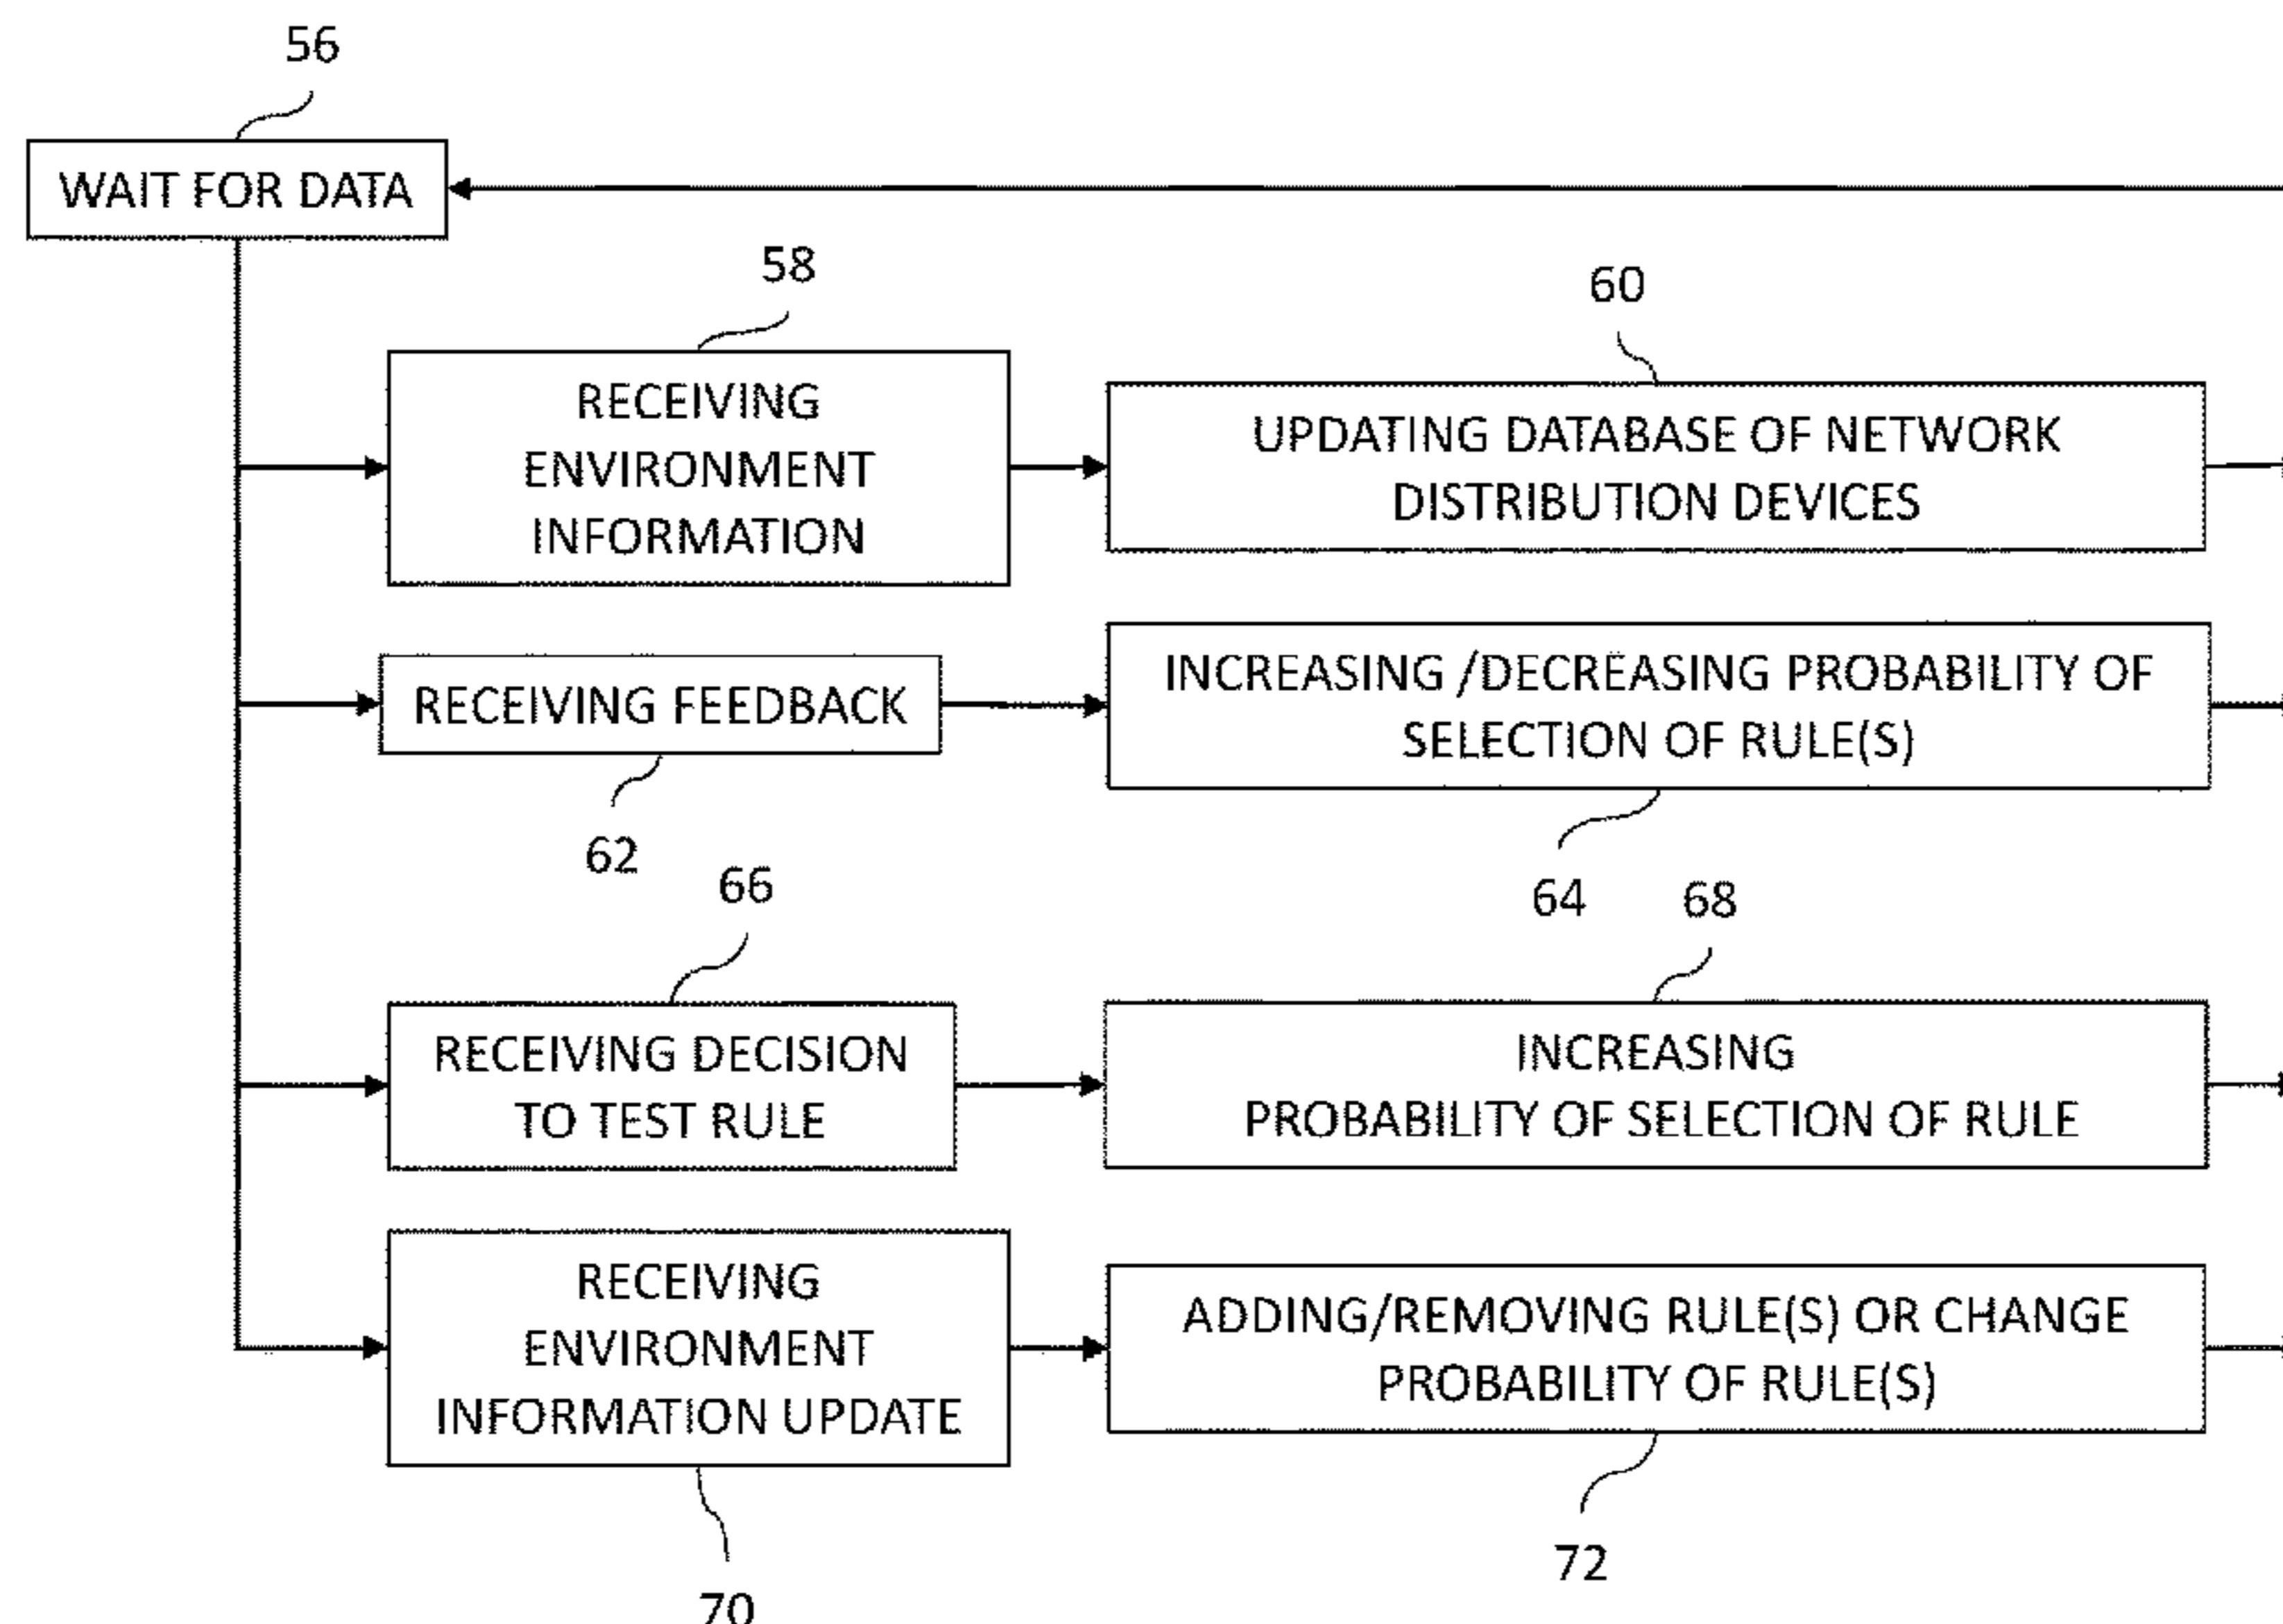 56
WAIT FOR DATA
58
60
RECEIVING
ENVIRONMENT
INFORMATION
UPDATING DATABASE OF NETWORK
DISTRIBUTION DEVICES
RECEIVING FEEDBACK
INCREASING /DECREASING PROBABILITY OF
SELECTION OF RULE(S)
62
64
66
68
RECEIVING DECISION
TO TEST RULE
INCREASING
PROBABILITY OF SELECTION OF RULE
RECEIVING
ENVIRONMENT
INFORMATION UPDATE
ADDING/REMOVING RULE(S) OR CHANGE
PROBABILITY OF RULE(S)
70
72